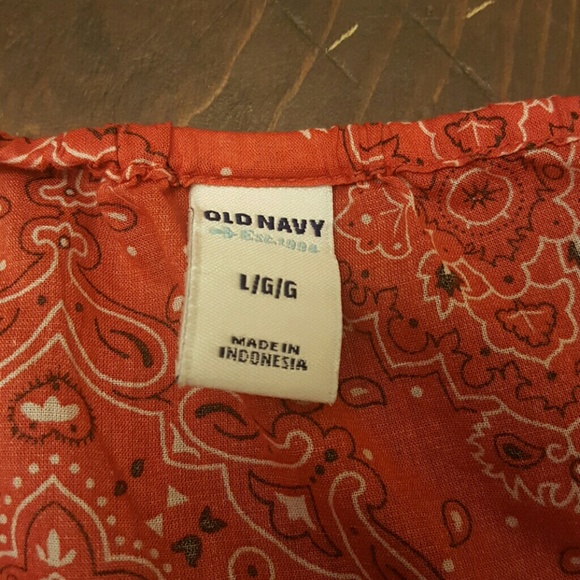 OLD NAVY
Est. 1994
L/G/G
MADE IN
INDONESIA